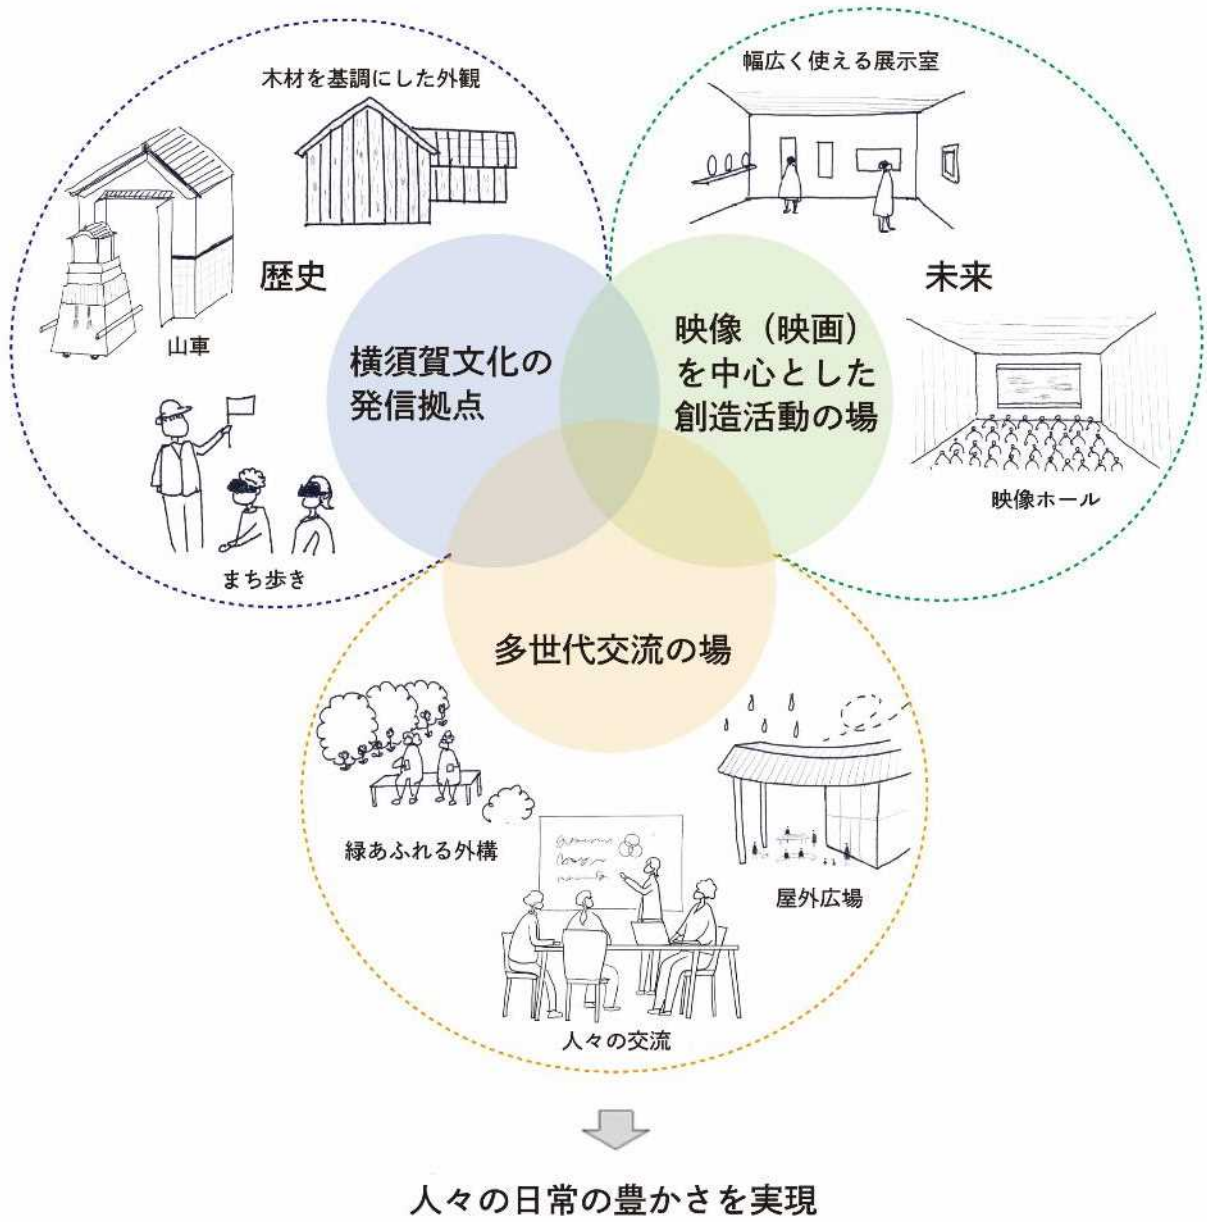 木材を基調にした外観
幅広く使える展示室
歴史
未来
山車
横須賀文化の
発信拠点
映像（映画）
を中心とした
創造活動の場
映像ホール
まち歩き
多世代交流の場
緑あふれる外構
屋外広場
人々の交流
人々の日常の豊かさを実現